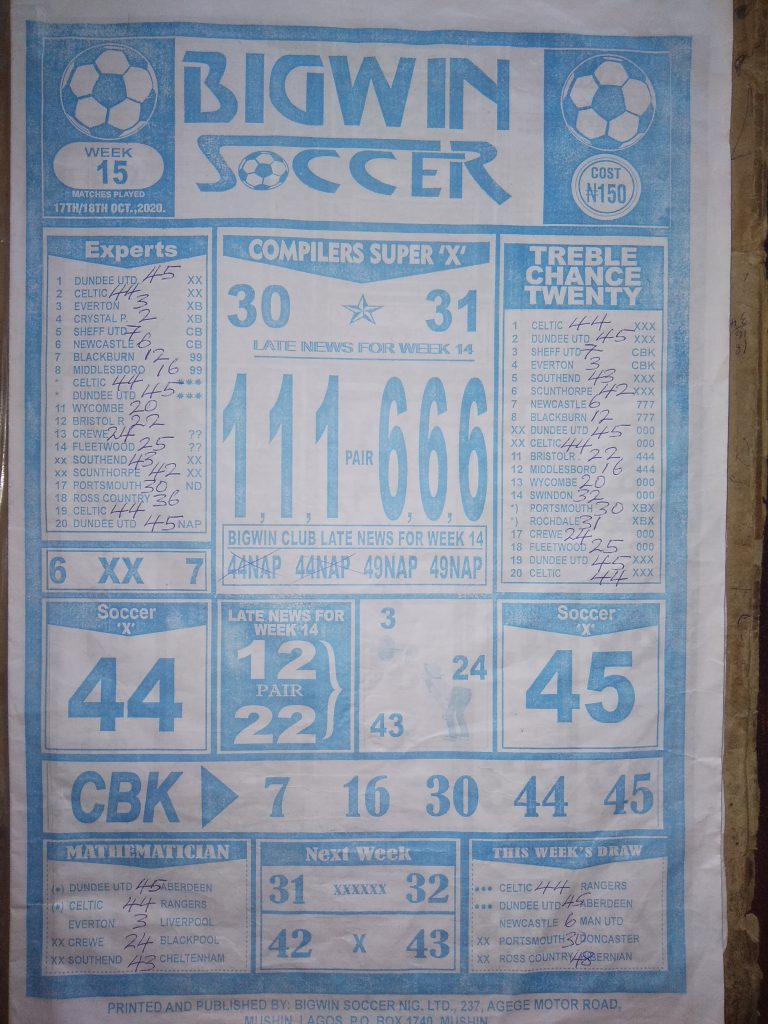 BIGWIN
SOCCER
WEEK
15
MATCHES PLAYED
17TH/18TH OCT., 2020.
COST
₦150
Experts
1 DUNDEE UTD 45 XX
2 CELTIC 44 XX
3 EVERTON 3 XB
4 CRYSTAL P. 2 XB
5 SHEFF UTD 7 CB
6 NEWCASTLE 6 CB
7 BLACKBURN 12 99
8 MIDDLESBORO 16 99
* CELTIC 44 ***
* DUNDEE UTD 45 ***
11 WYCOMBE 20
12 BRISTOL R 22
13 CREWE 24 ??
14 FLEETWOOD 25 ??
xx SOUTHEND 43 XX
xx SCUNTHORPE 42 XX
17 PORTSMOUTH 30 ND
18 ROSS COUNTRY 36
19 CELTIC 44 XX
20 DUNDEE UTD 45 NAP
6 XX 7
COMPILERS SUPER 'X'
30 31
LATE NEWS FOR WEEK 14
1,1,1 PAIR 6,6,6
BIGWIN CLUB LATE NEWS FOR WEEK 14
44NAP 44NAP 49NAP 49NAP
TREBLE
CHANCE
TWENTY
1 CELTIC 44 XXX
2 DUNDEE UTD 45 XXX
3 SHEFF UTD 7 CBK
4 EVERTON 3 CBK
5 SOUTHEND 43 XXX
6 SCUNTHORPE 42 XXX
7 NEWCASTLE 6 777
8 BLACKBURN 12 777
XX DUNDEE UTD 45 000
XX CELTIC 44 000
11 BRISTOLR 22 444
12 MIDDLESBORO 16 444
13 WYCOMBE 20 000
14 SWINDON 32 000
*) PORTSMOUTH 30 XBX
*) ROCHDALE 31 XBX
17 CREWE 24 000
18 FLEETWOOD 25 000
19 DUNDEE UTD 45 XXX
20 CELTIC 44 XXX
Soccer
'X'
44
LATE NEWS FOR
WEEK 14
12
PAIR
22
3
24
43
Soccer
'X'
45
CBK 7 16 30 44 45
MATHEMATICIAN
(*) DUNDEE UTD 45 ABERDEEN
(*) CELTIC 44 RANGERS
EVERTON 3 LIVERPOOL
XX CREWE 24 BLACKPOOL
XX SOUTHEND 43 CHELTENHAM
Next Week
31 XXXXXX 32
42 X 43
THIS WEEK'S DRAW
*** CELTIC 44 RANGERS
*** DUNDEE UTD 45 ABERDEEN
NEWCASTLE 6 MAN UTD
XX PORTSMOUTH 30 DONCASTER
XX ROSS COUNTRY
PRINTED AND PUBLISHED BY: BIGWIN SOCCER NIG. LTD., 237, AGEGE MOTOR ROAD,
MUSHIN, LAGOS. P.O. BOX 1740, MUSHIN